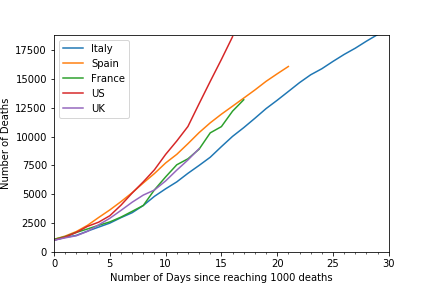 Italy
Spain
France
US
UK
17500
15000
12500
10000
7500
5000
2500
0
Number of Deaths
0 5 10 15 20 25 30
Number of Days since reaching 1000 deaths